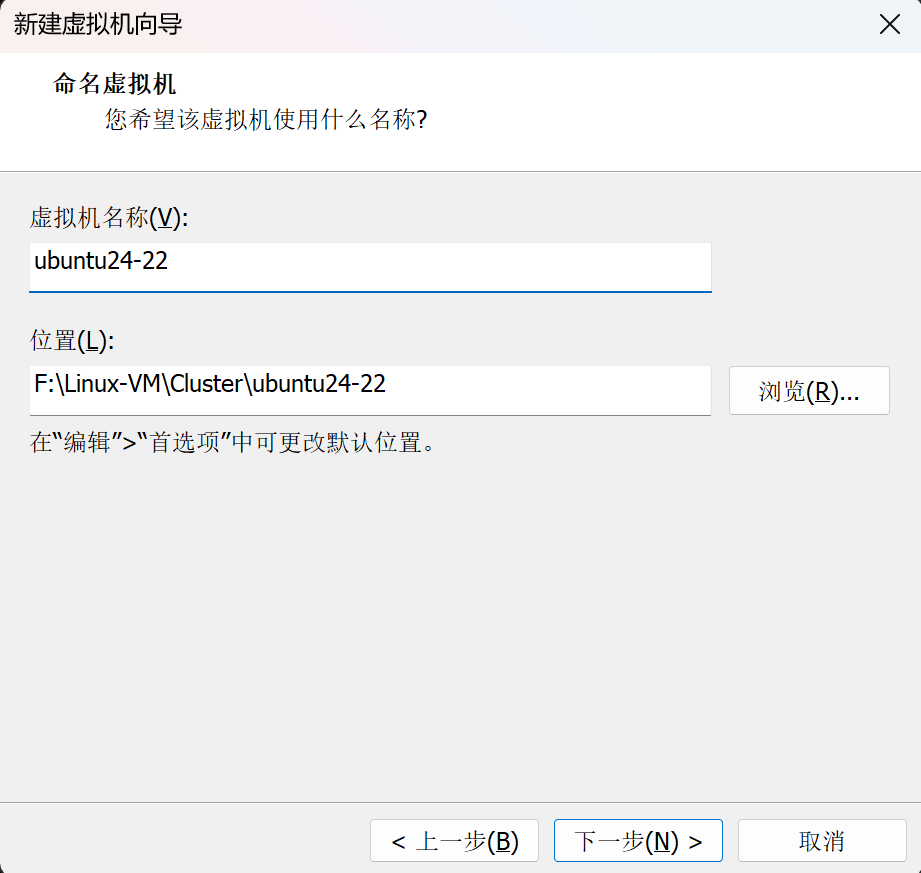 新建虚拟机向导
命名虚拟机
您希望该虚拟机使用什么名称?
虚拟机名称(V):
ubuntu24-22
位置(L):
F:\Linux-VM\Cluster\ubuntu24-22
浏览(R)...
在“编辑”>“首选项”中可更改默认位置。
< 上一步(B)
下一步(N) >
取消